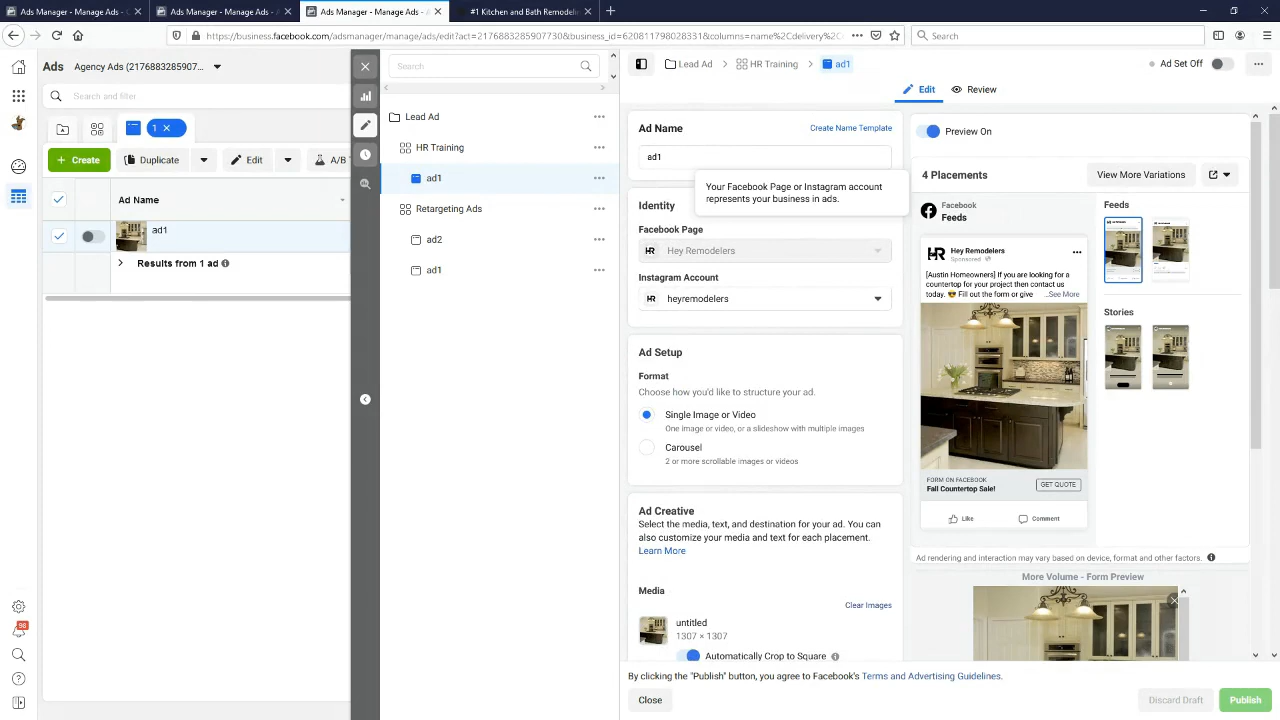 Ads Manager - Manage Ads - C
Ads Manager - Manage Ads - A
Ads Manager - Manage Ads - A
#1 Kitchen and Bath Remodele
https://business.facebook.com/adsmanager/manage/ads/edit?act=2176883285907730&business_id=620811798028331&columns=name%2Cdelivery%2C
Search
Ads
Agency Ads (2176883285907...
Search and filter
1
Create
Duplicate
Edit
A/B T
Ad Name
ad1
Results from 1 ad
98
Search
Lead Ad
HR Training
ad1
Retargeting Ads
ad2
ad1
Lead Ad
HR Training
ad1
Ad Set Off
Edit
Review
Ad Name
Create Name Template
ad1
Your Facebook Page or Instagram account
represents your business in ads.
Identity
Facebook Page
HR Hey Remodelers
Instagram Account
HR heyremodelers
Ad Setup
Format
Choose how you'd like to structure your ad.
Single Image or Video
One image or video, or a slideshow with multiple images
Carousel
2 or more scrollable images or videos
Ad Creative
Select the media, text, and destination for your ad. You can
also customize your media and text for each placement.
Learn More
Media
Clear Images
untitled
1307 × 1307
Automatically Crop to Square
Preview On
4 Placements
View More Variations
Facebook
Feeds
HR
Hey Remodelers
Sponsored
[Austin Homeowners] If you are looking for a
countertop for your project then contact us
today. 😎 Fill out the form or give ...See More
FORM ON FACEBOOK
Fall Countertop Sale!
GET QUOTE
Like
Comment
Feeds
Stories
Ad rendering and interaction may vary based on device, format and other factors.
More Volume - Form Preview
By clicking the "Publish" button, you agree to Facebook's Terms and Advertising Guidelines.
Close
Discard Draft
Publish